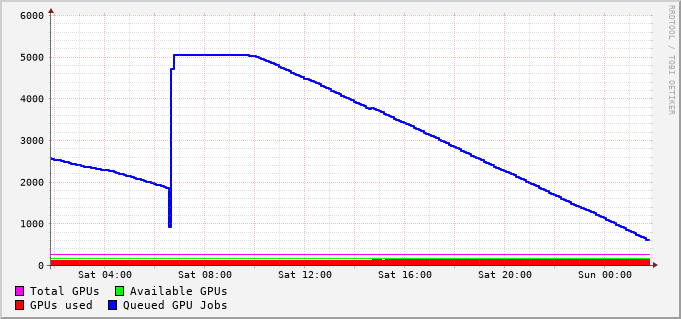 6000
5000
4000
3000
2000
1000
0
Sat 04:00 Sat 08:00 Sat 12:00 Sat 16:00 Sat 20:00 Sun 00:00
Total GPUs Available GPUs
GPUs used Queued GPU Jobs
RRDTOOL / TOBI OETIKER